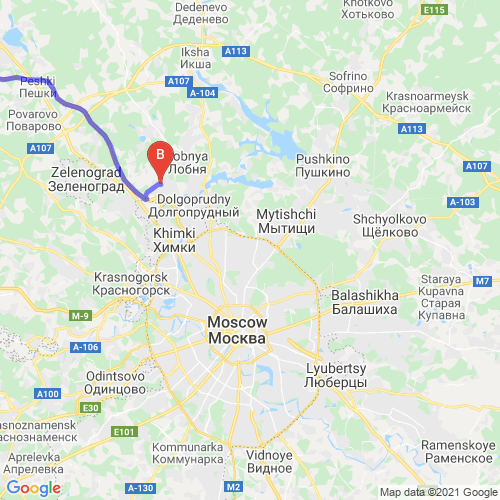 Dedenevo
Деденево
Khotkovo
Хотьково
E115
Iksha
Икша
A113
A107
Peshki
Пешки
A-104
Sofrino
Софрино
Krasnoarmeysk
Красноармейск
Povarovo
Поварово
A107
A107
A113
B
Lobnya
Лобня
Pushkino
Пушкино
Zelenograd
Зеленоград
Dolgoprudny
Долгопрудный
A-103
Mytishchi
Мытищи
Shchyolkovo
Щёлково
Khimki
Химки
Krasnogorsk
Красногорск
Staraya
Kupavna
Старая
Купавна
M7
Balashikha
Балашиха
M-9
Moscow
Москва
A-106
Lyubertsy
Люберцы
Odintsovo
Одинцово
A100
E30
asnoznamensk
аснознаменск
E101
Kommunarka
Коммунарка
Vidnoye
Видное
Ramenskoye
Раменское
Aprelevka
Апрелевка
A-130
M2
Google
Map data ©2021 Google